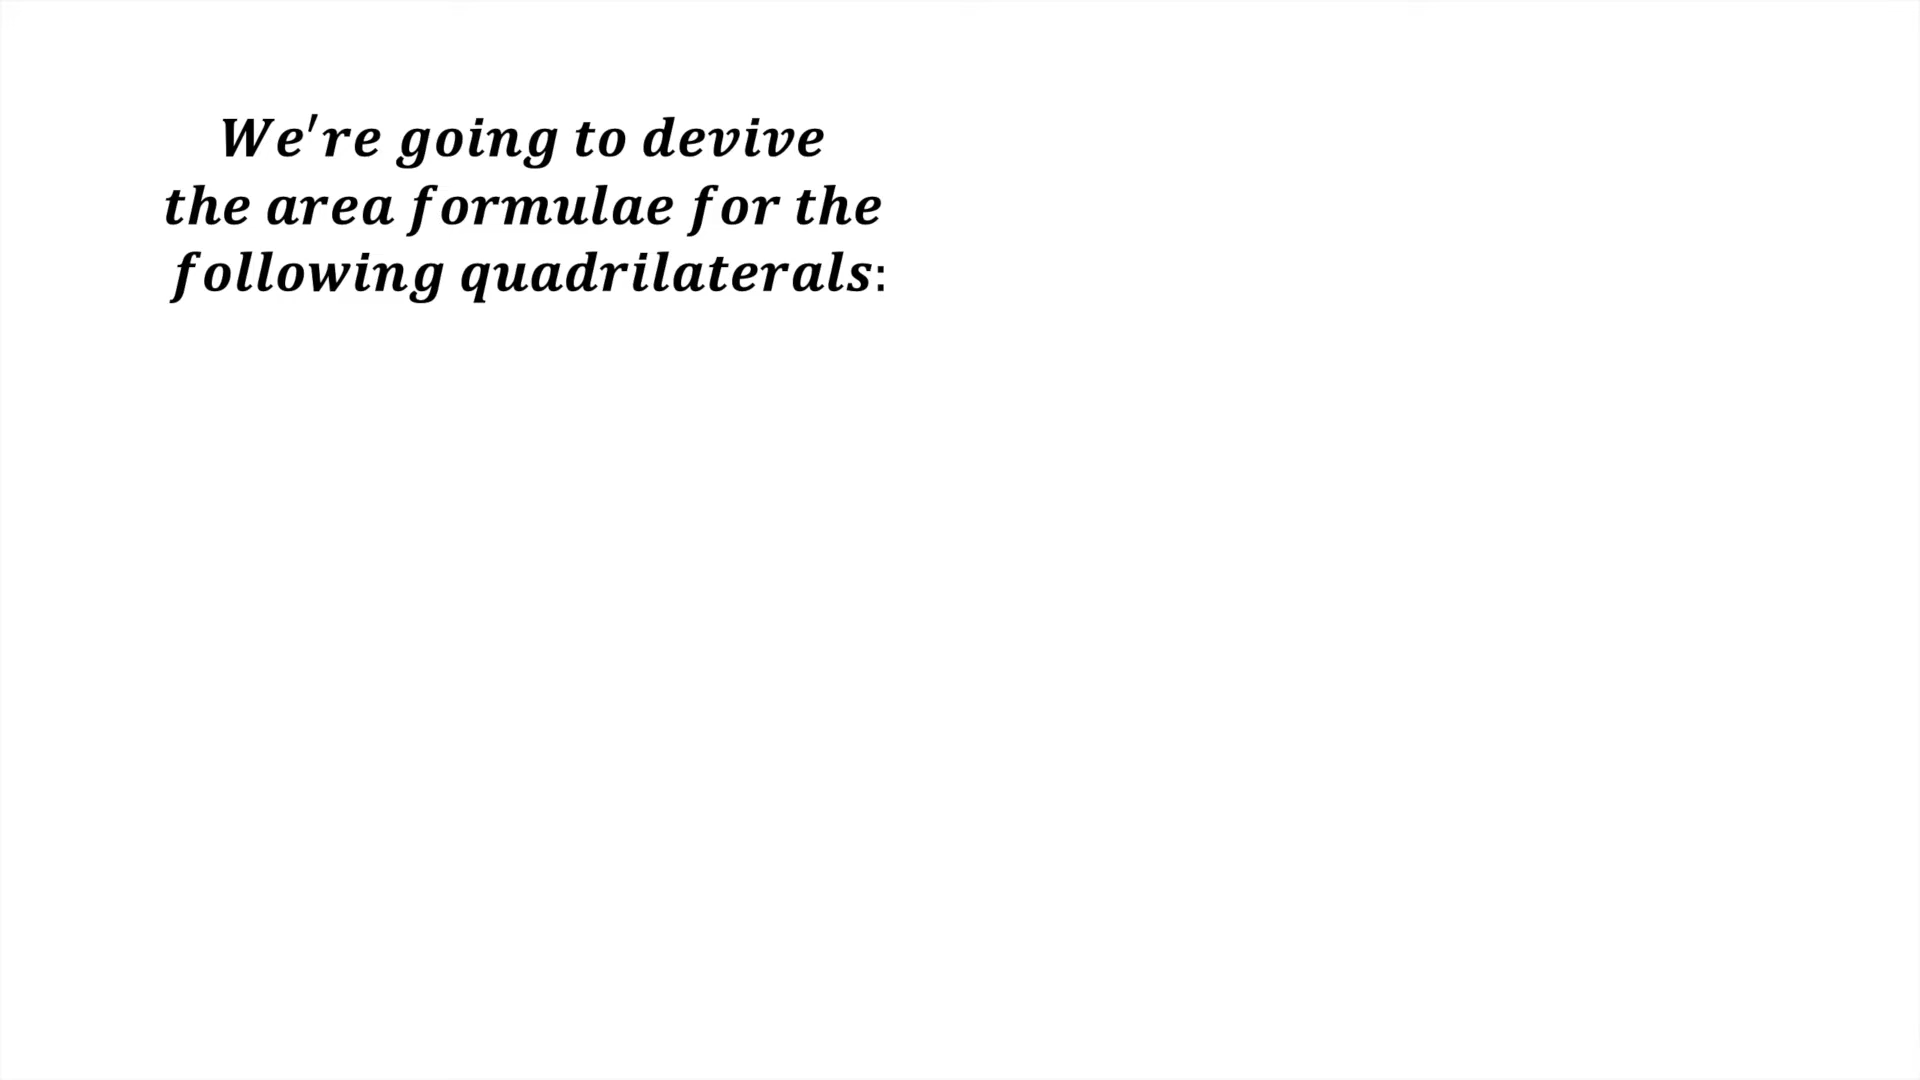 We're going to devive
the area formulae for the
following quadrilaterals: